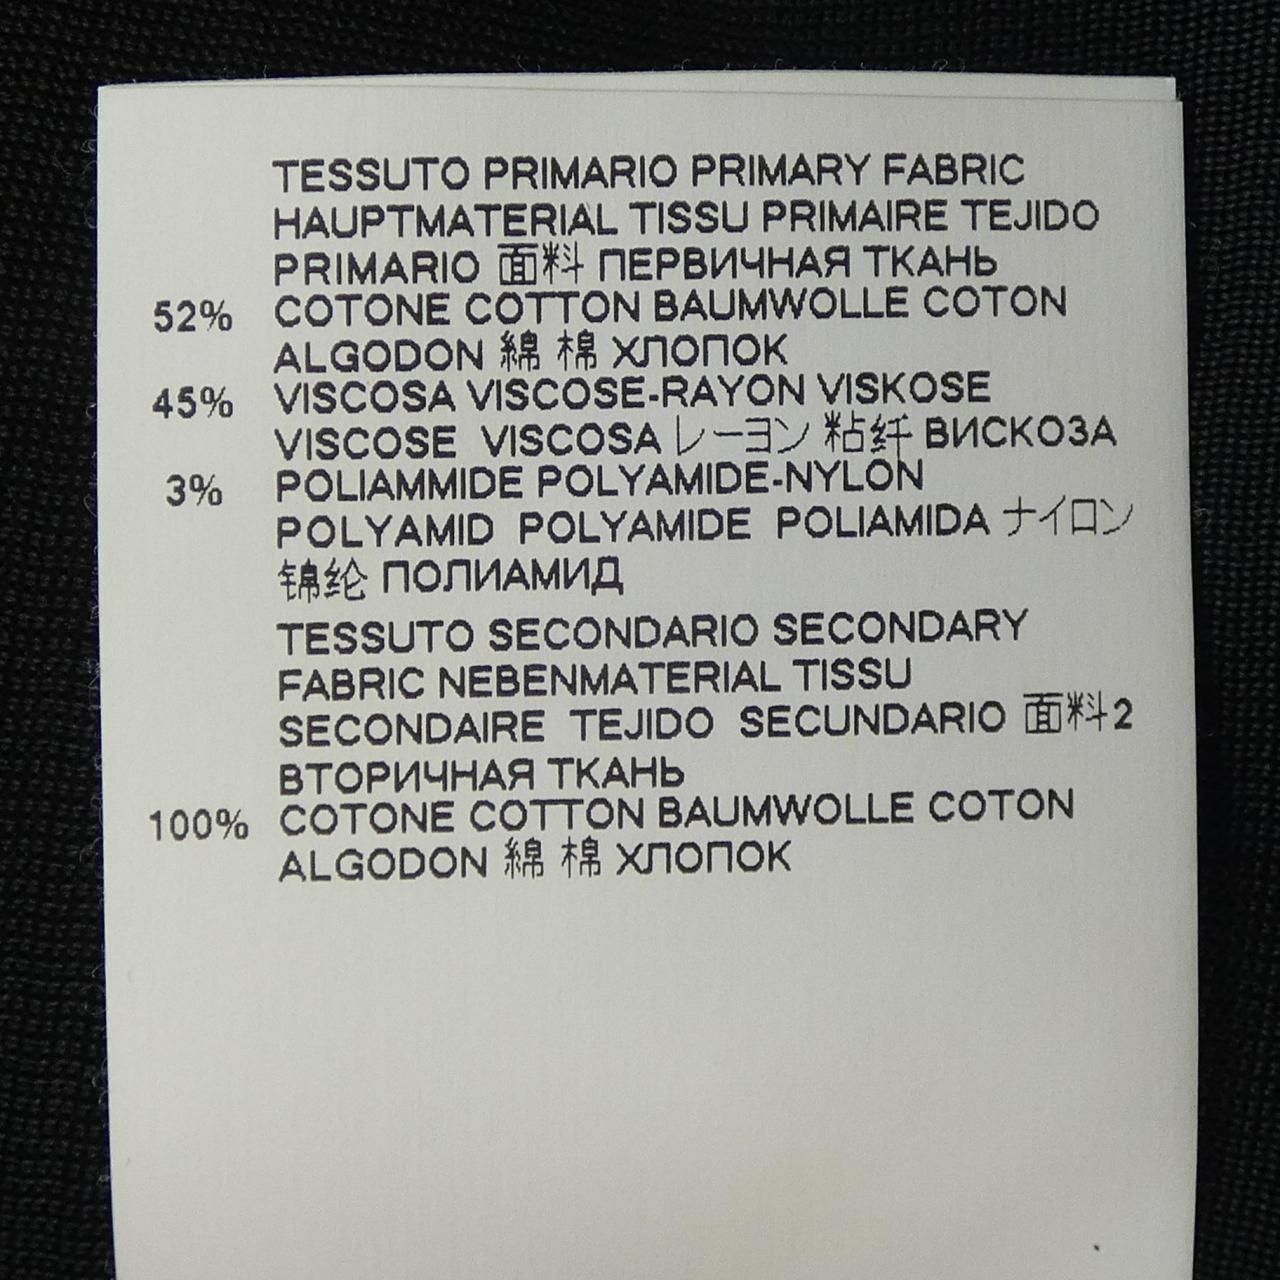 TESSUTO PRIMARIO PRIMARY FABRIC
HAUPTMATERIAL TISSU PRIMAIRE TEJIDO
PRIMARIO 面料 ПЕРВИЧНАЯ ТКАНЬ
52% COTONE COTTON BAUMWOLLE COTON
ALGODON 綿 棉 ХЛОПОК
45% VISCOSA VISCOSE-RAYON VISKOSE
VISCOSE VISCOSA レーヨン 粘纤 ВИСКОЗА
3% POLIAMMIDE POLYAMIDE-NYLON
POLYAMID POLYAMIDE POLIAMIDA ナイロン
锦纶 ПОЛИАМИД
TESSUTO SECONDARIO SECONDARY
FABRIC NEBENMATERIAL TISSU
SECONDAIRE TEJIDO SECUNDARIO 面料2
ВТОРИЧНАЯ ТКАНЬ
100% COTONE COTTON BAUMWOLLE COTON
ALGODON 綿 棉 ХЛОПОК